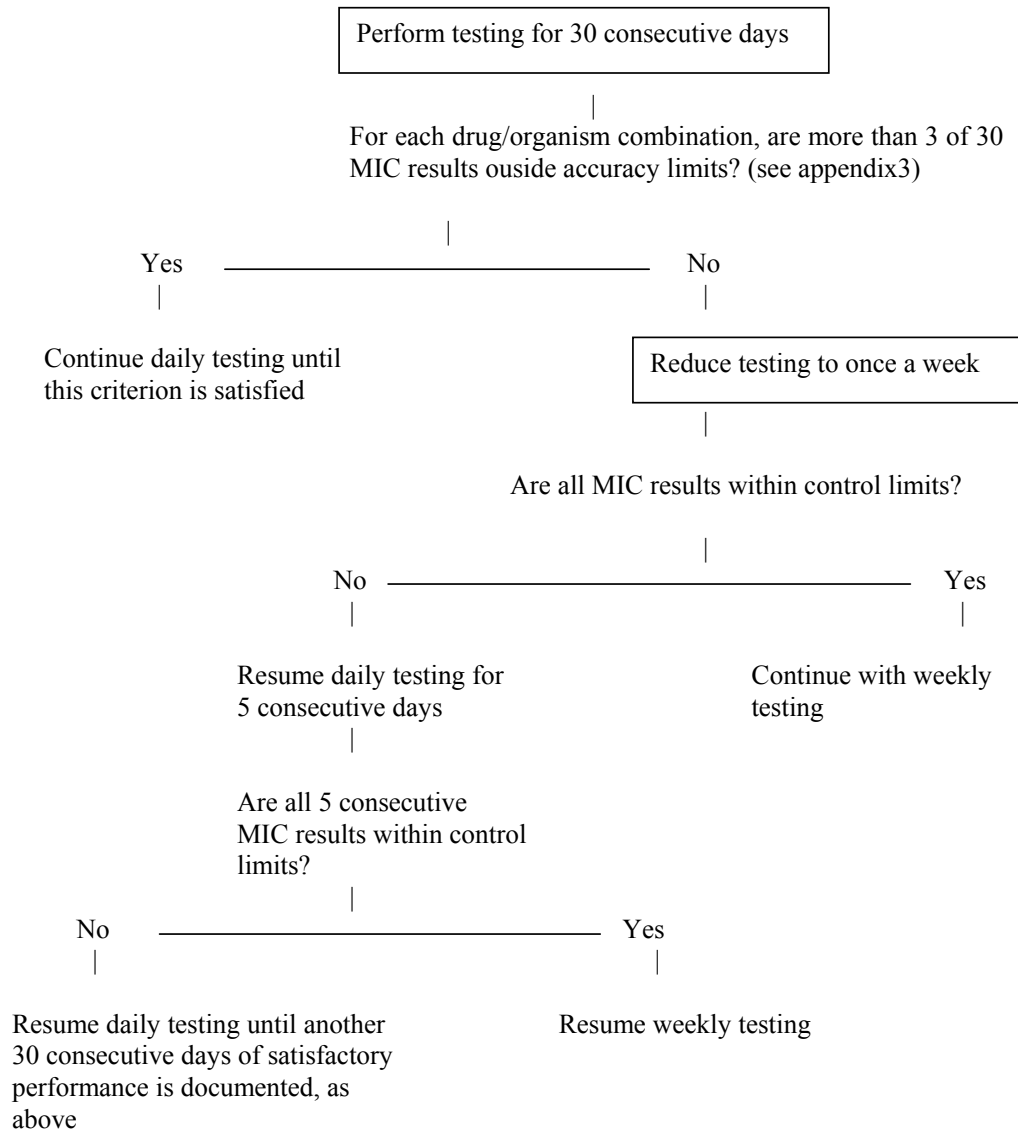 Perform testing for 30 consecutive days
For each drug/organism combination, are more than 3 of 30
MIC results ouside accuracy limits? (see appendix3)
Yes
No
Continue daily testing until
this criterion is satisfied
Reduce testing to once a week
Are all MIC results within control limits?
No
Yes
Resume daily testing for
5 consecutive days
Continue with weekly
testing
Are all 5 consecutive
MIC results within control
limits?
No
Yes
Resume daily testing until another
30 consecutive days of satisfactory
performance is documented, as
above
Resume weekly testing